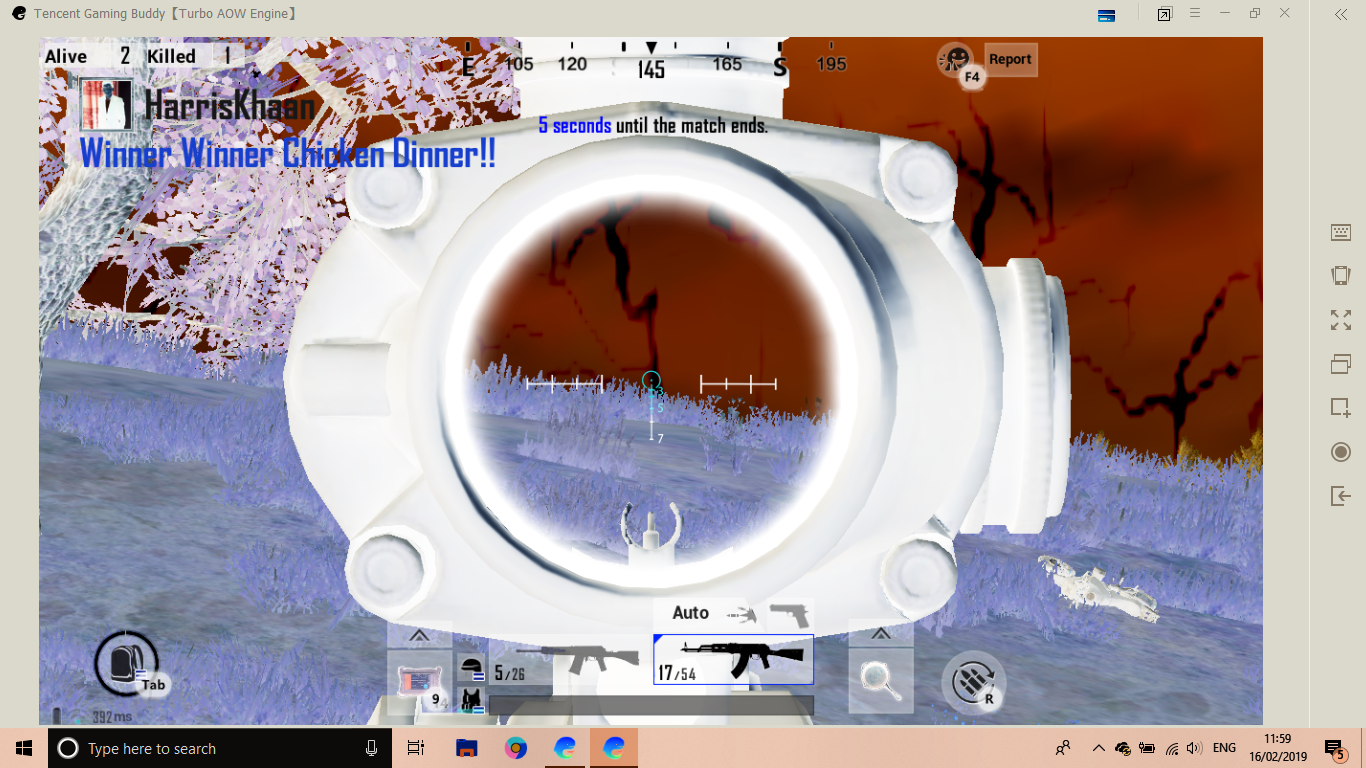 Tencent Gaming Buddy【Turbo AOW Engine】
Alive 2 Killed 1
E 105 120 145 165 S 195
Report
F4
HarrisKhaan
5 seconds until the match ends.
Winner Winner Chicken Dinner!!
3
5
7
Auto
5/26
17/54
9
Tab
R
392ms
Type here to search
ENG
11:59
16/02/2019
5